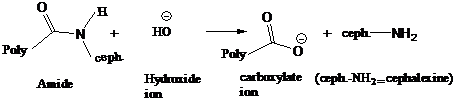 O
H
N
Poly
ceph.
Amide
+
HO ⊖
Hydroxide
ion
O
Poly
O ⊖
carboxylate
ion
+
ceph. NH2
(ceph.-NH2=cephalexine)